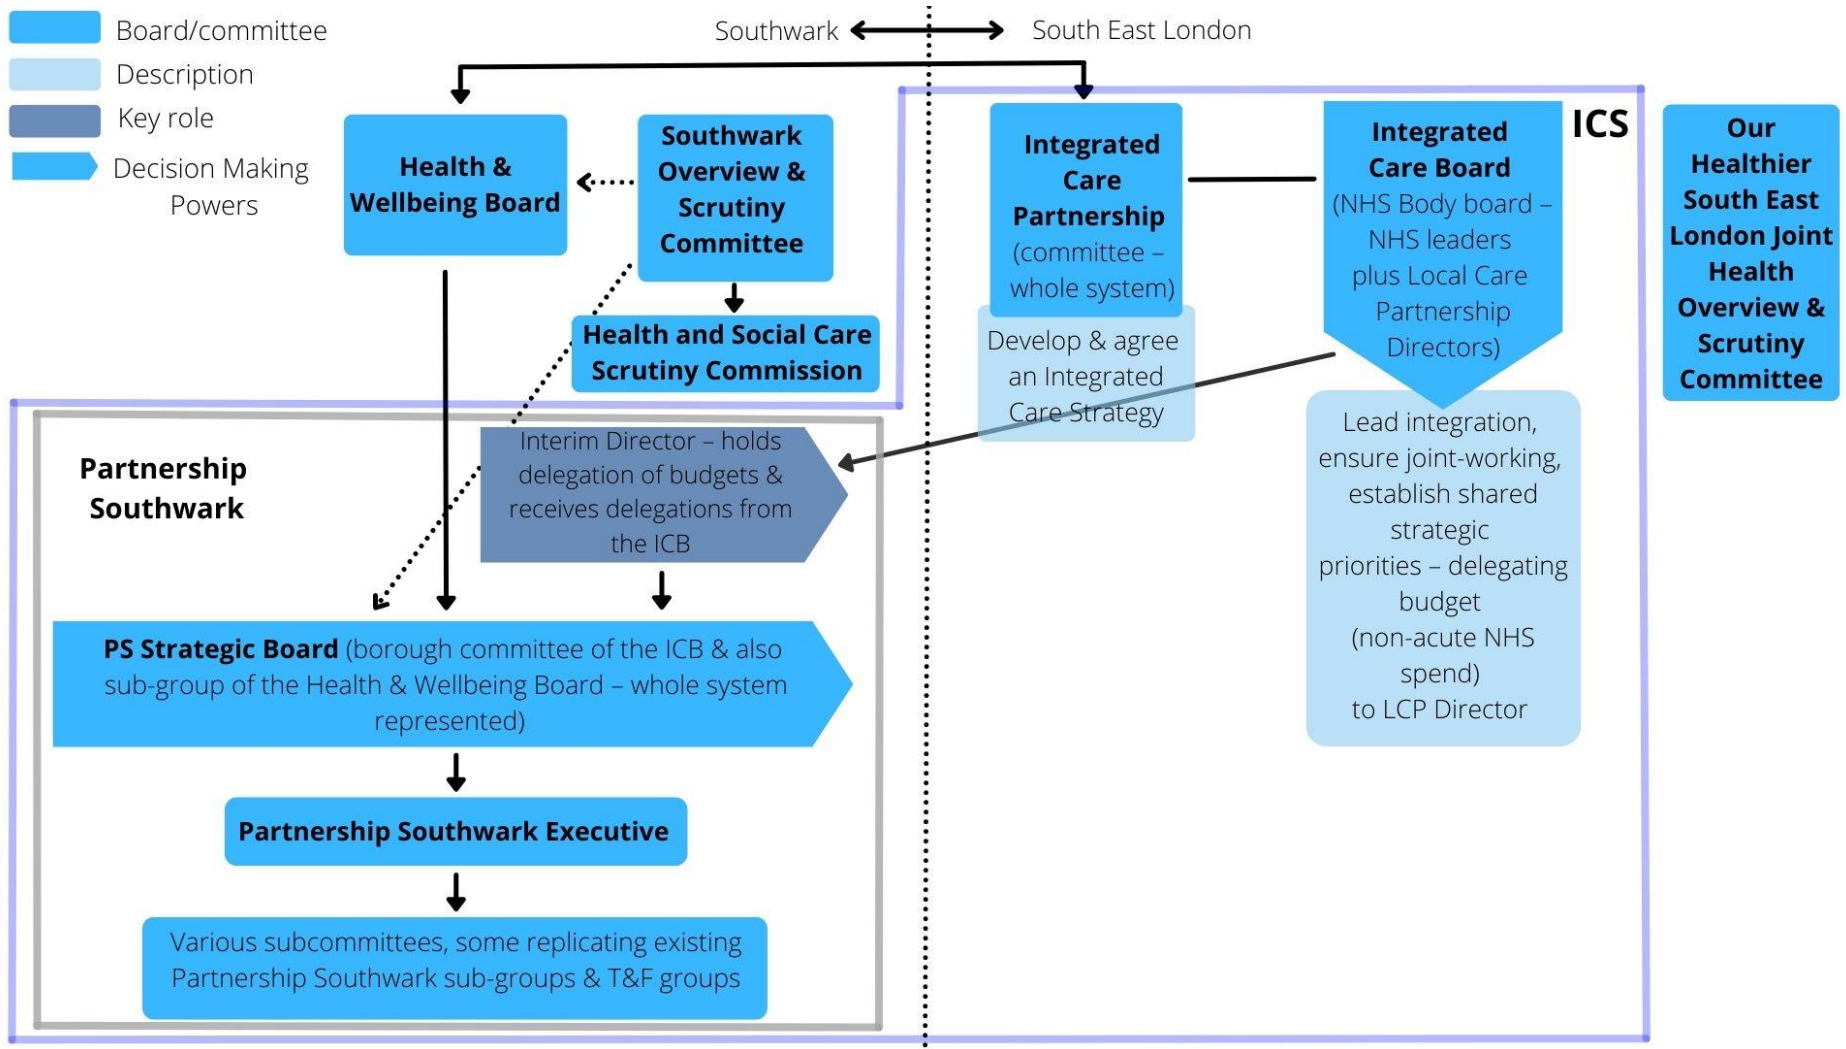 Board/committee
Description
Key role
Decision Making
Powers
Southwark
South East London
Health &
Wellbeing Board
Southwark
Overview &
Scrutiny
Committee
Health and Social Care
Scrutiny Commission
Integrated
Care
Partnership
(committee –
whole system)
Develop & agree
an Integrated
Care Strategy
Integrated
Care Board
(NHS Body board –
NHS leaders
plus Local Care
Partnership
Directors)
Lead integration,
ensure joint-working,
establish shared
strategic
priorities – delegating
budget
(non-acute NHS
spend)
to LCP Director
ICS
Our
Healthier
South East
London Joint
Health
Overview &
Scrutiny
Committee
Partnership
Southwark
Interim Director – holds
delegation of budgets &
receives delegations from
the ICB
PS Strategic Board (borough committee of the ICB & also
sub-group of the Health & Wellbeing Board – whole system
represented)
Partnership Southwark Executive
Various subcommittees, some replicating existing
Partnership Southwark sub-groups & T&F groups